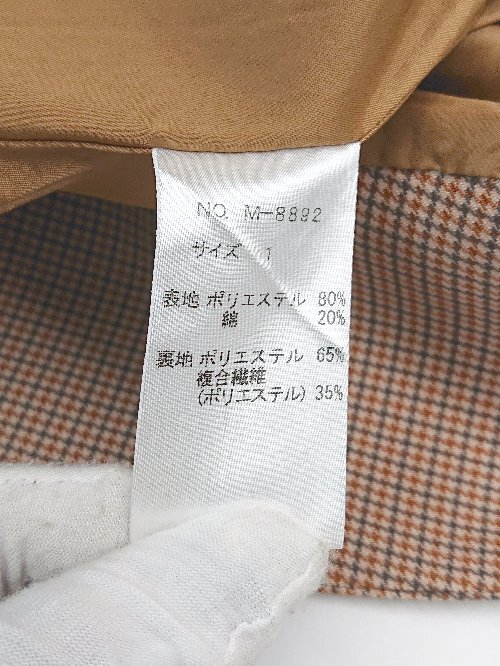 NO. M-8892
サイズ 1
表地 ポリエステル 80%
綿 20%
裏地 ポリエステル 65%
複合繊維
(ポリエステル) 35%